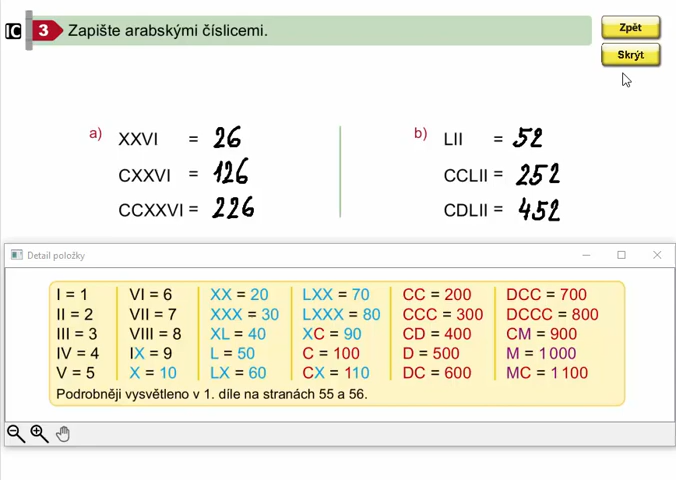 3 Zapište arabskými číslicemi.
Zpět
Skrýt
a) XXVI = 26
CXXVI = 126
CCXXVI = 226
b) LII = 52
CCLII = 252
CDLII = 452
Detail položky
I = 1 VI = 6 XX = 20 LXX = 70 CC = 200 DCC = 700
II = 2 VII = 7 XXX = 30 LXXX = 80 CCC = 300 DCCC = 800
III = 3 VIII = 8 XL = 40 XC = 90 CD = 400 CM = 900
IV = 4 IX = 9 L = 50 C = 100 D = 500 M = 1 000
V = 5 X = 10 LX = 60 CX = 110 DC = 600 MC = 1 100
Podrobněji vysvětleno v 1. díle na stranách 55 a 56.